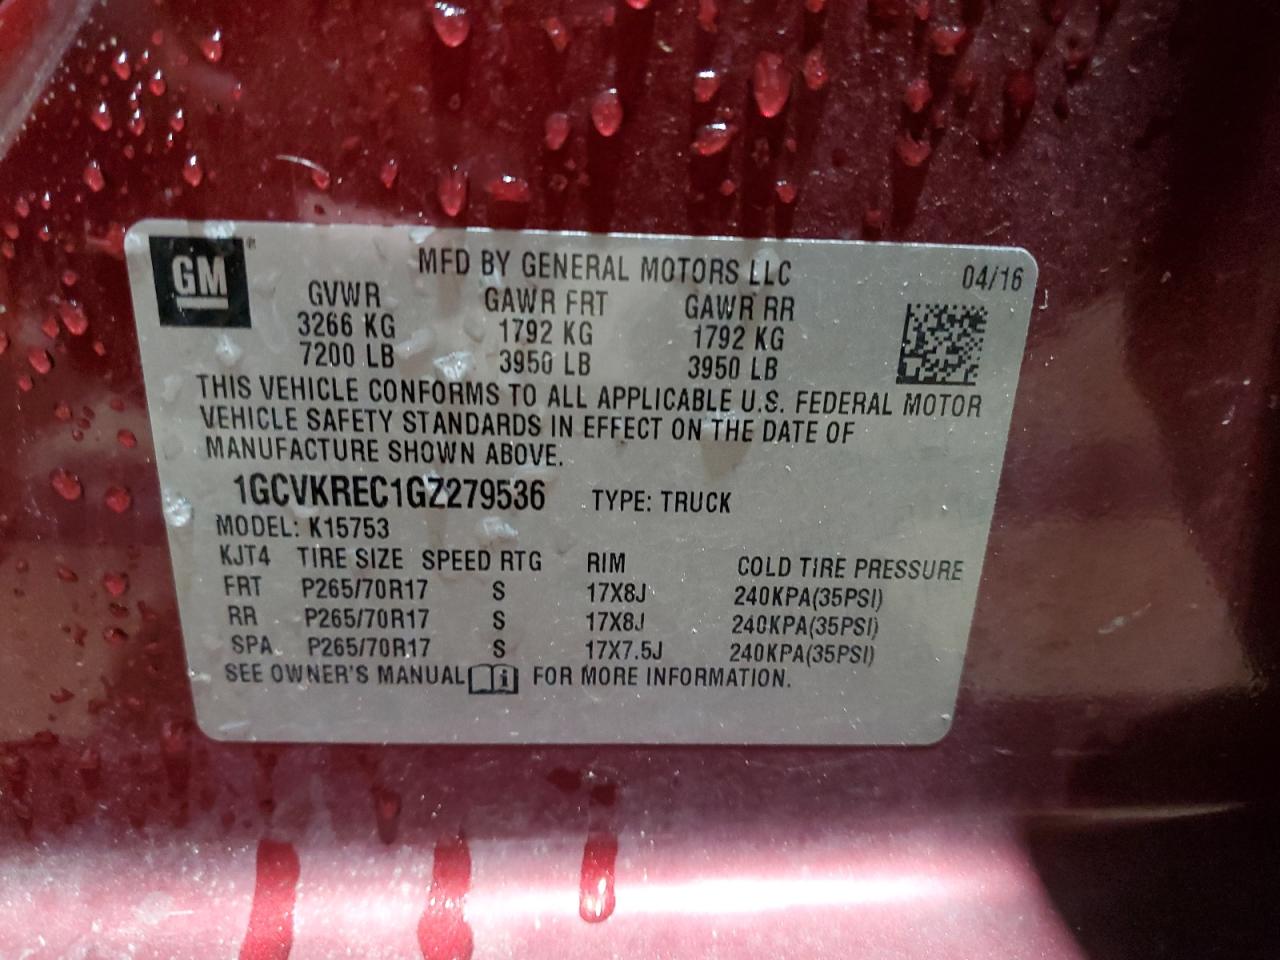 GM
MFD BY GENERAL MOTORS LLC 04/16
GVWR GAWR FRT GAWR RR
3266 KG 1792 KG 1792 KG
7200 LB 3950 LB 3950 LB
THIS VEHICLE CONFORMS TO ALL APPLICABLE U.S. FEDERAL MOTOR
VEHICLE SAFETY STANDARDS IN EFFECT ON THE DATE OF
MANUFACTURE SHOWN ABOVE.
1GCVKREC1GZ279536 TYPE: TRUCK
MODEL: K15753
KJT4 TIRE SIZE SPEED RTG RIM COLD TIRE PRESSURE
FRT P265/70R17 S 17X8J 240KPA(35PSI)
RR P265/70R17 S 17X8J 240KPA(35PSI)
SPA P265/70R17 S 17X7.5J 240KPA(35PSI)
SEE OWNER'S MANUAL i FOR MORE INFORMATION.